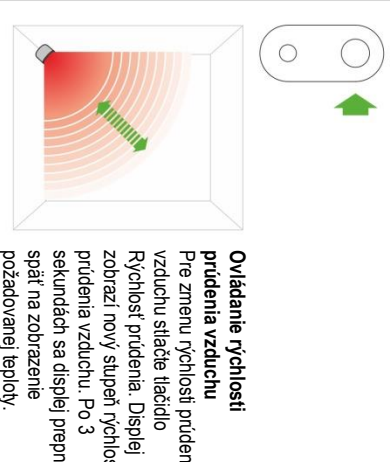 Ovládanie rýchlosti
prúdenia vzduchu
Pre zmenu rýchlosti prúden
vzduchu stlačte tlačidlo
Rýchlosť prúdenia. Displej
zobrazí nový stupeň rýchlos
prúdenia vzduchu. Po 3
sekundách sa displej prepn
späť na zobrazenie
požadovanej teploty.